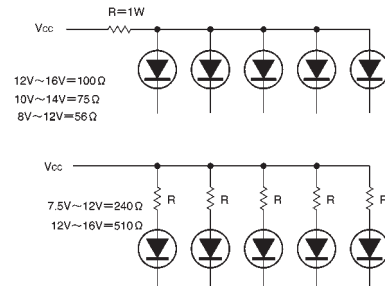 R=1W
Vcc
12V~16V=100Ω
10V~14V=75Ω
8V~12V=56Ω
Vcc
R R R R R
7.5V~12V=240Ω
12V~16V=510Ω